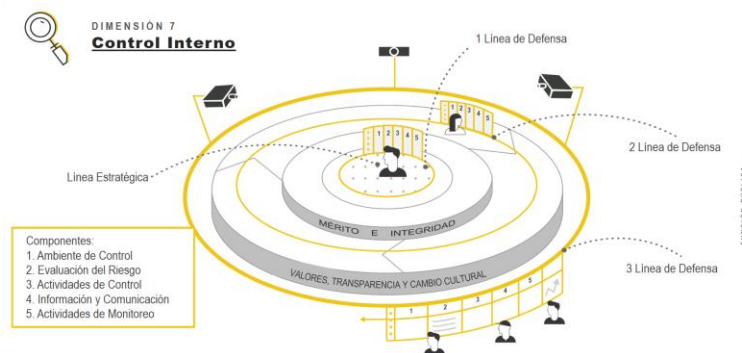 DIMENSIÓN 7
Control Interno
1 Línea de Defensa
1 2 3 4 5
1 2 3 4 5
2 Línea de Defensa
Línea Estratégica
MÉRITO E INTEGRIDAD
VALORES, TRANSPARENCIA Y CAMBIO CULTURAL
3 Línea de Defensa
1 2 3 4 5
Componentes:
1. Ambiente de Control
2. Evaluación del Riesgo
3. Actividades de Control
4. Información y Comunicación
5. Actividades de Monitoreo